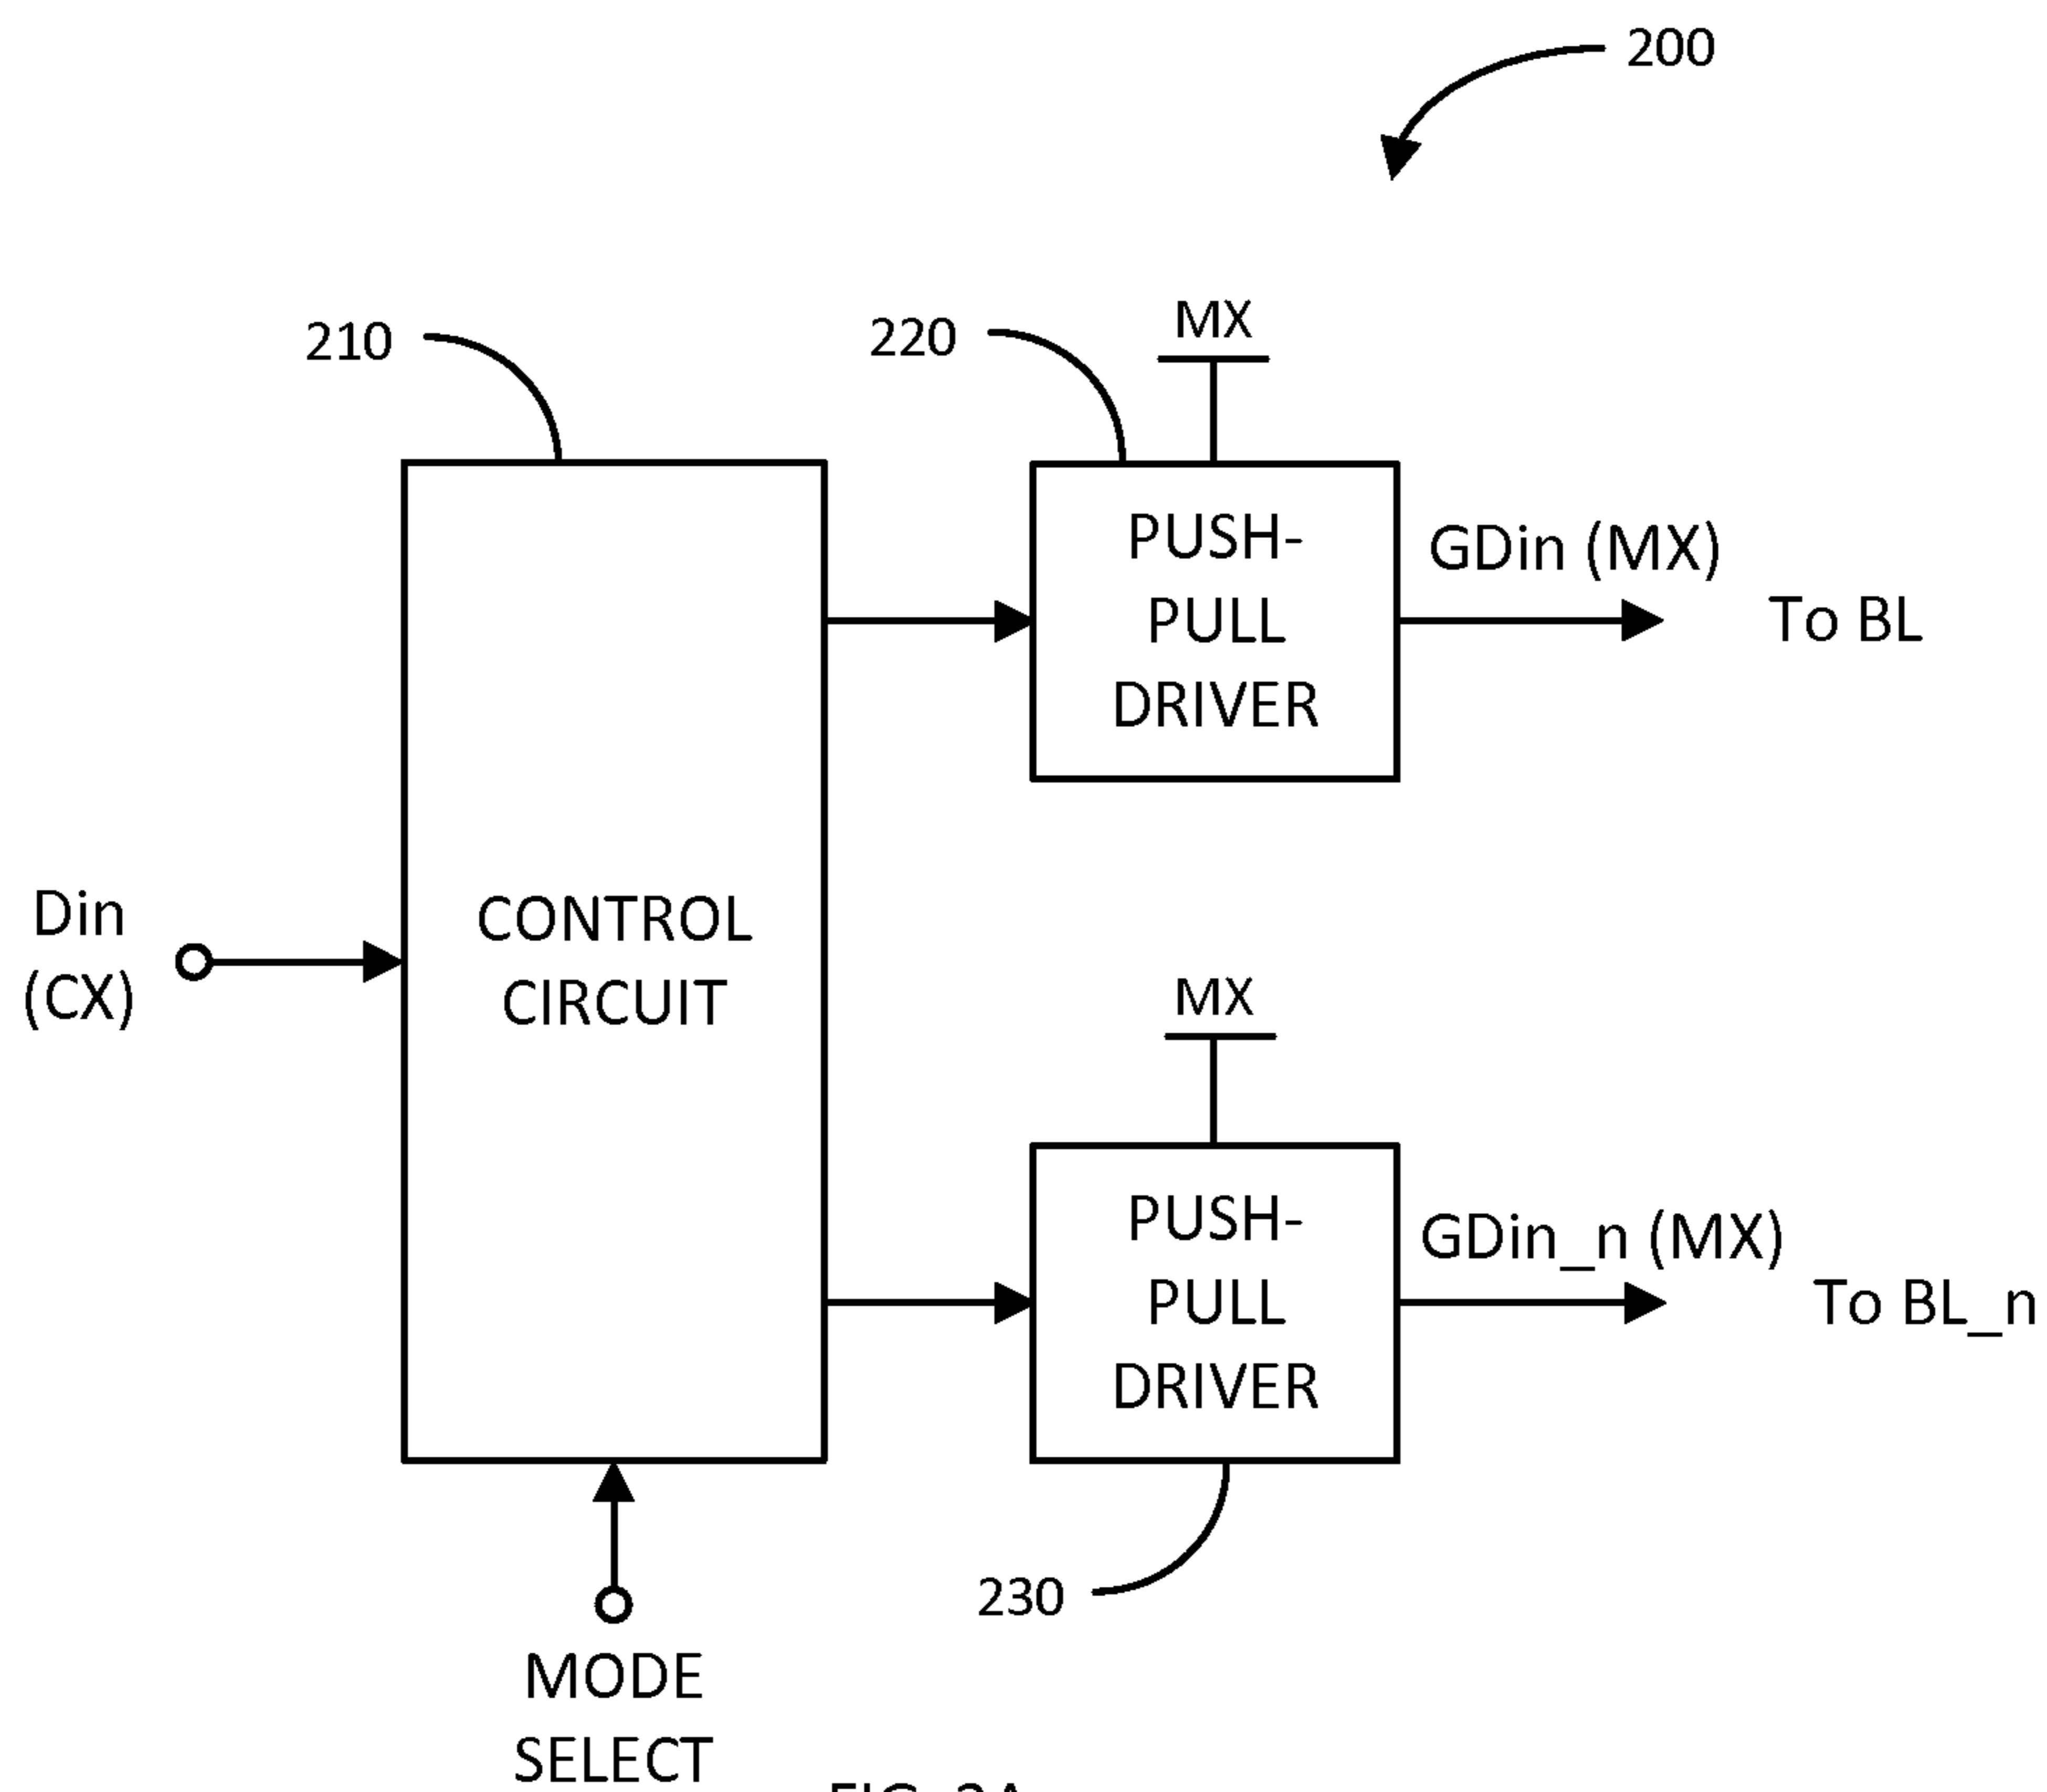 200
210
220
MX
PUSH-
PULL
DRIVER
GDin (MX)
To BL
Din
(CX)
CONTROL
CIRCUIT
MX
PUSH-
PULL
DRIVER
GDin_n (MX)
To BL_n
230
MODE
SELECT